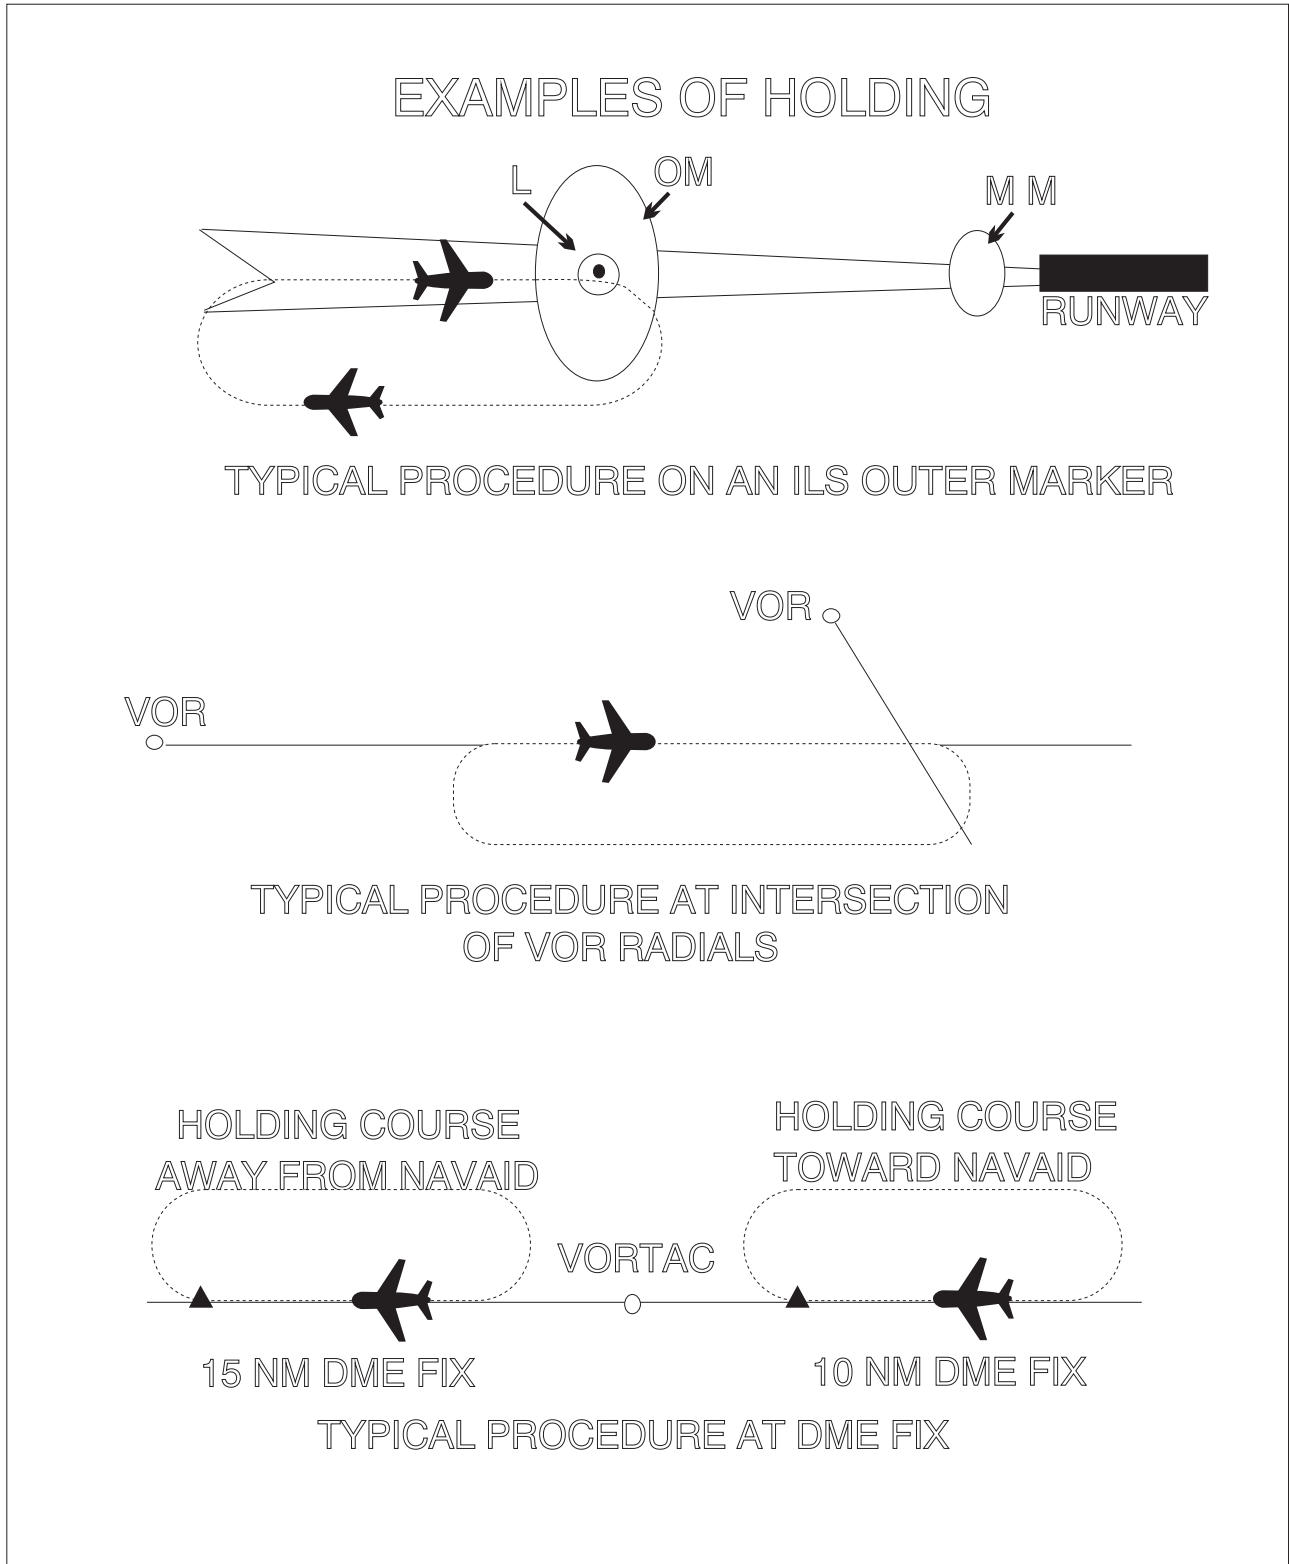 EXAMPLES OF HOLDING
L
OM
M M
RUNWAY
TYPICAL PROCEDURE ON AN ILS OUTER MARKER
VOR
VOR
TYPICAL PROCEDURE AT INTERSECTION
OF VOR RADIALS
HOLDING COURSE
AWAY FROM NAVAID
HOLDING COURSE
TOWARD NAVAID
VORTAC
15 NM DME FIX
10 NM DME FIX
TYPICAL PROCEDURE AT DME FIX